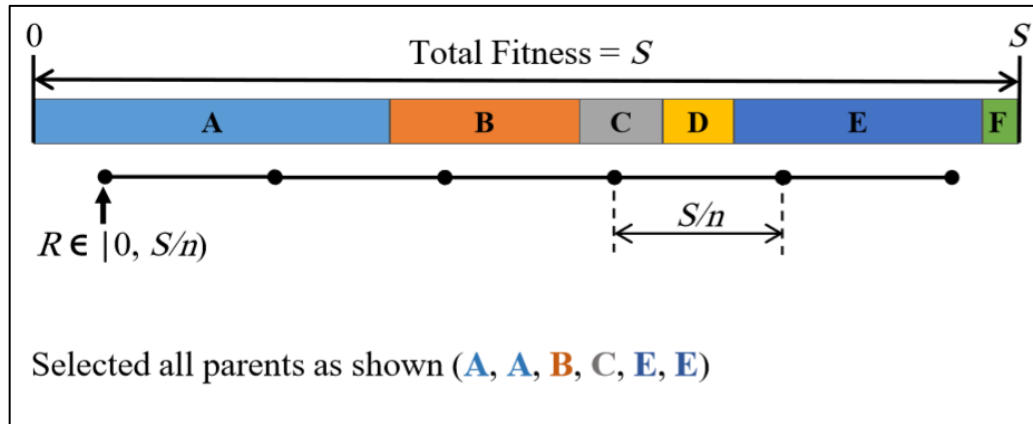 0 S
Total Fitness = S
A B C D E F
S/n
R ϵ |0, S/n)
Selected all parents as shown (A, A, B, C, E, E)